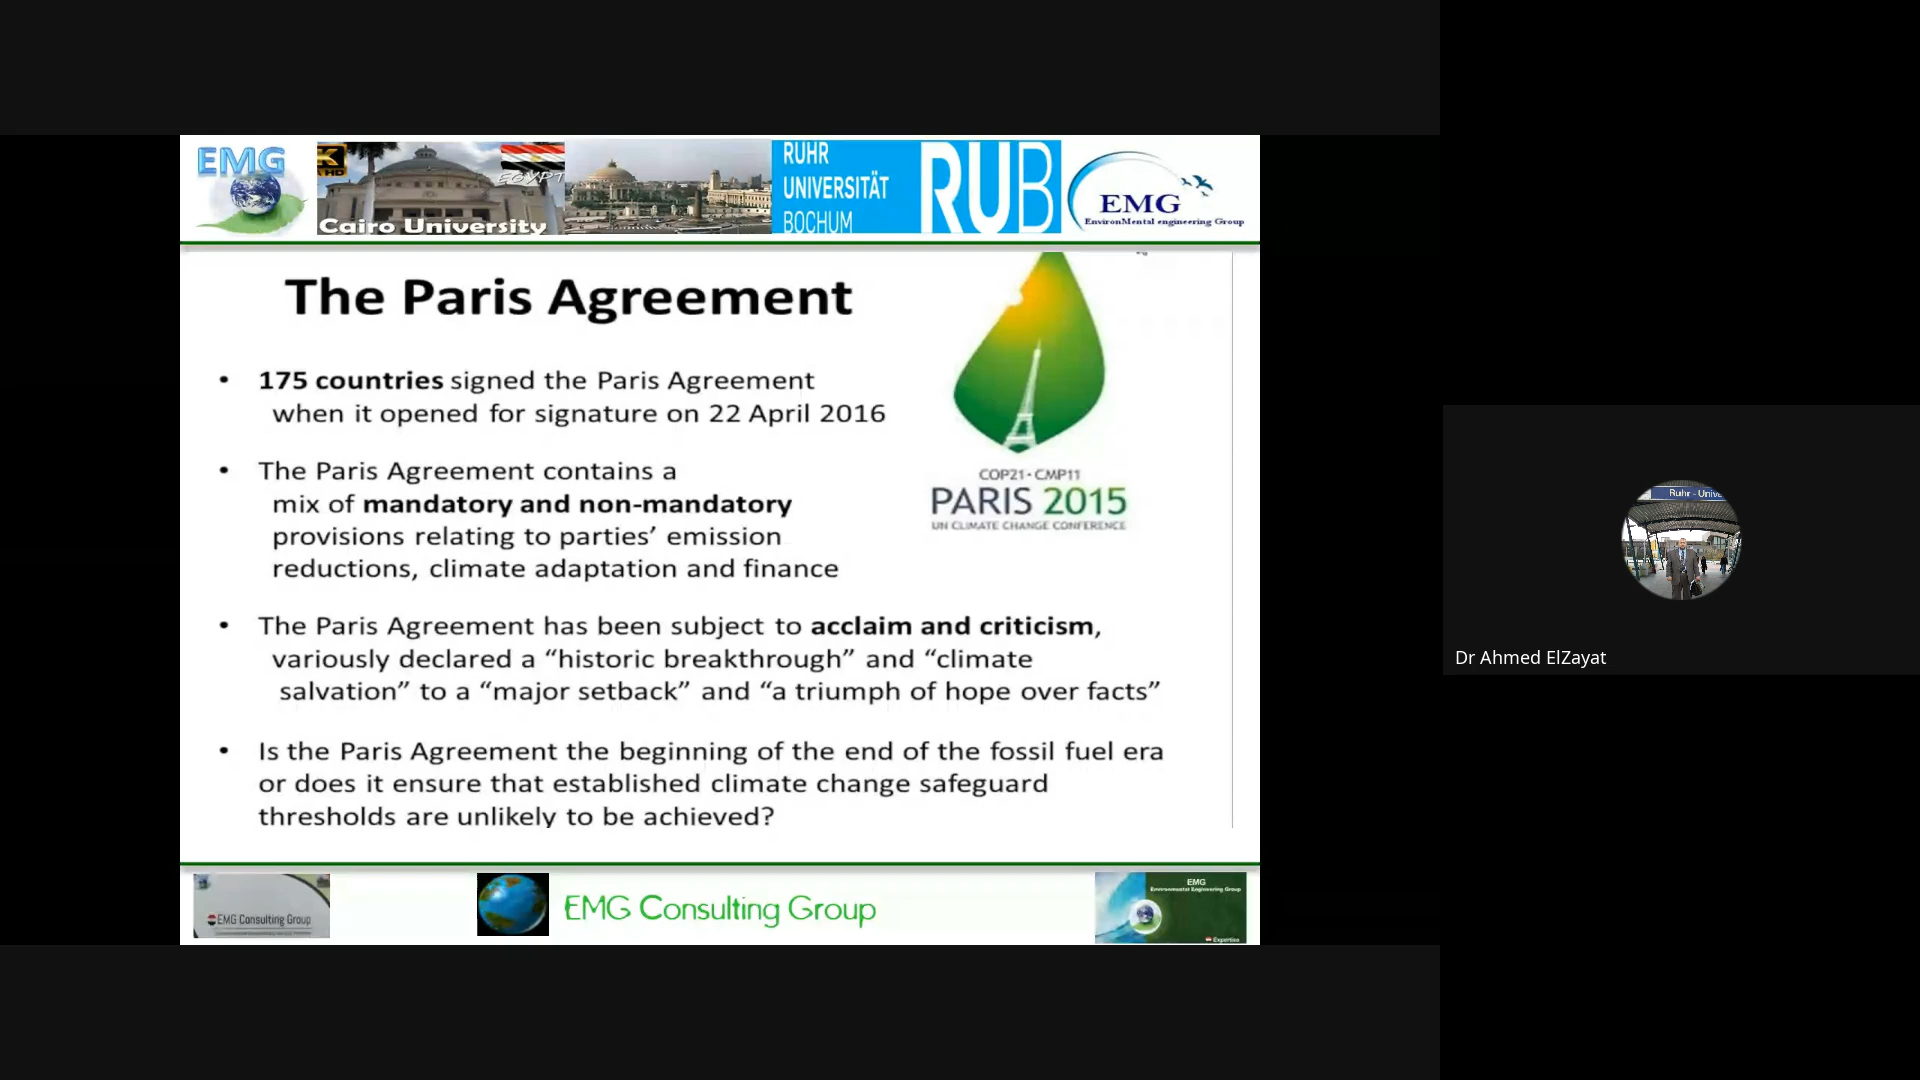 EMG
K
HD
EGYPT
Cairo University
RUHR
UNIVERSITÄT
BOCHUM
RUB
EMG
EnvironMental engineering Group
The Paris Agreement
• 175 countries signed the Paris Agreement
when it opened for signature on 22 April 2016
• The Paris Agreement contains a
mix of mandatory and non-mandatory
provisions relating to parties’ emission
reductions, climate adaptation and finance
COP21·CMP11
PARIS 2015
UN CLIMATE CHANGE CONFERENCE
• The Paris Agreement has been subject to acclaim and criticism,
variously declared a “historic breakthrough” and “climate
salvation” to a “major setback” and “a triumph of hope over facts”
• Is the Paris Agreement the beginning of the end of the fossil fuel era
or does it ensure that established climate change safeguard
thresholds are unlikely to be achieved?
EMG Consulting Group
EMG Consulting Group
EMG
Environmental Engineering Group
Expertise
Ruhr - Unive
Dr Ahmed ElZayat